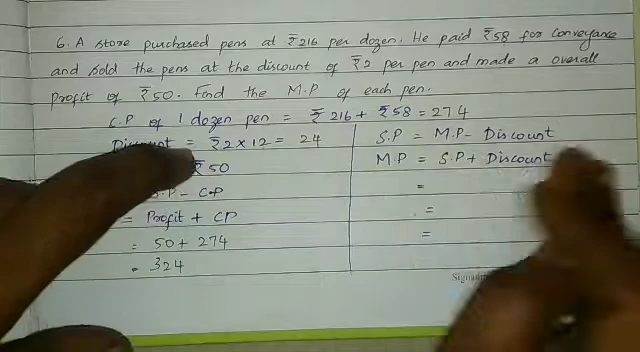 6. A store purchased pens at ₹216 per dozen. He paid ₹58 for conveyance
and sold the pens at the discount of ₹2 per pen and made a overall
profit of ₹50. Find the M.P of each pen.
C.P of 1 dozen pen = ₹216 + ₹58 = 274
Discount = ₹2 x 12 = 24
₹50
S.P - C.P
= Profit + CP
= 50 + 274
= 324
S.P = M.P - Discount
M.P = S.P + Discount
=
=
=